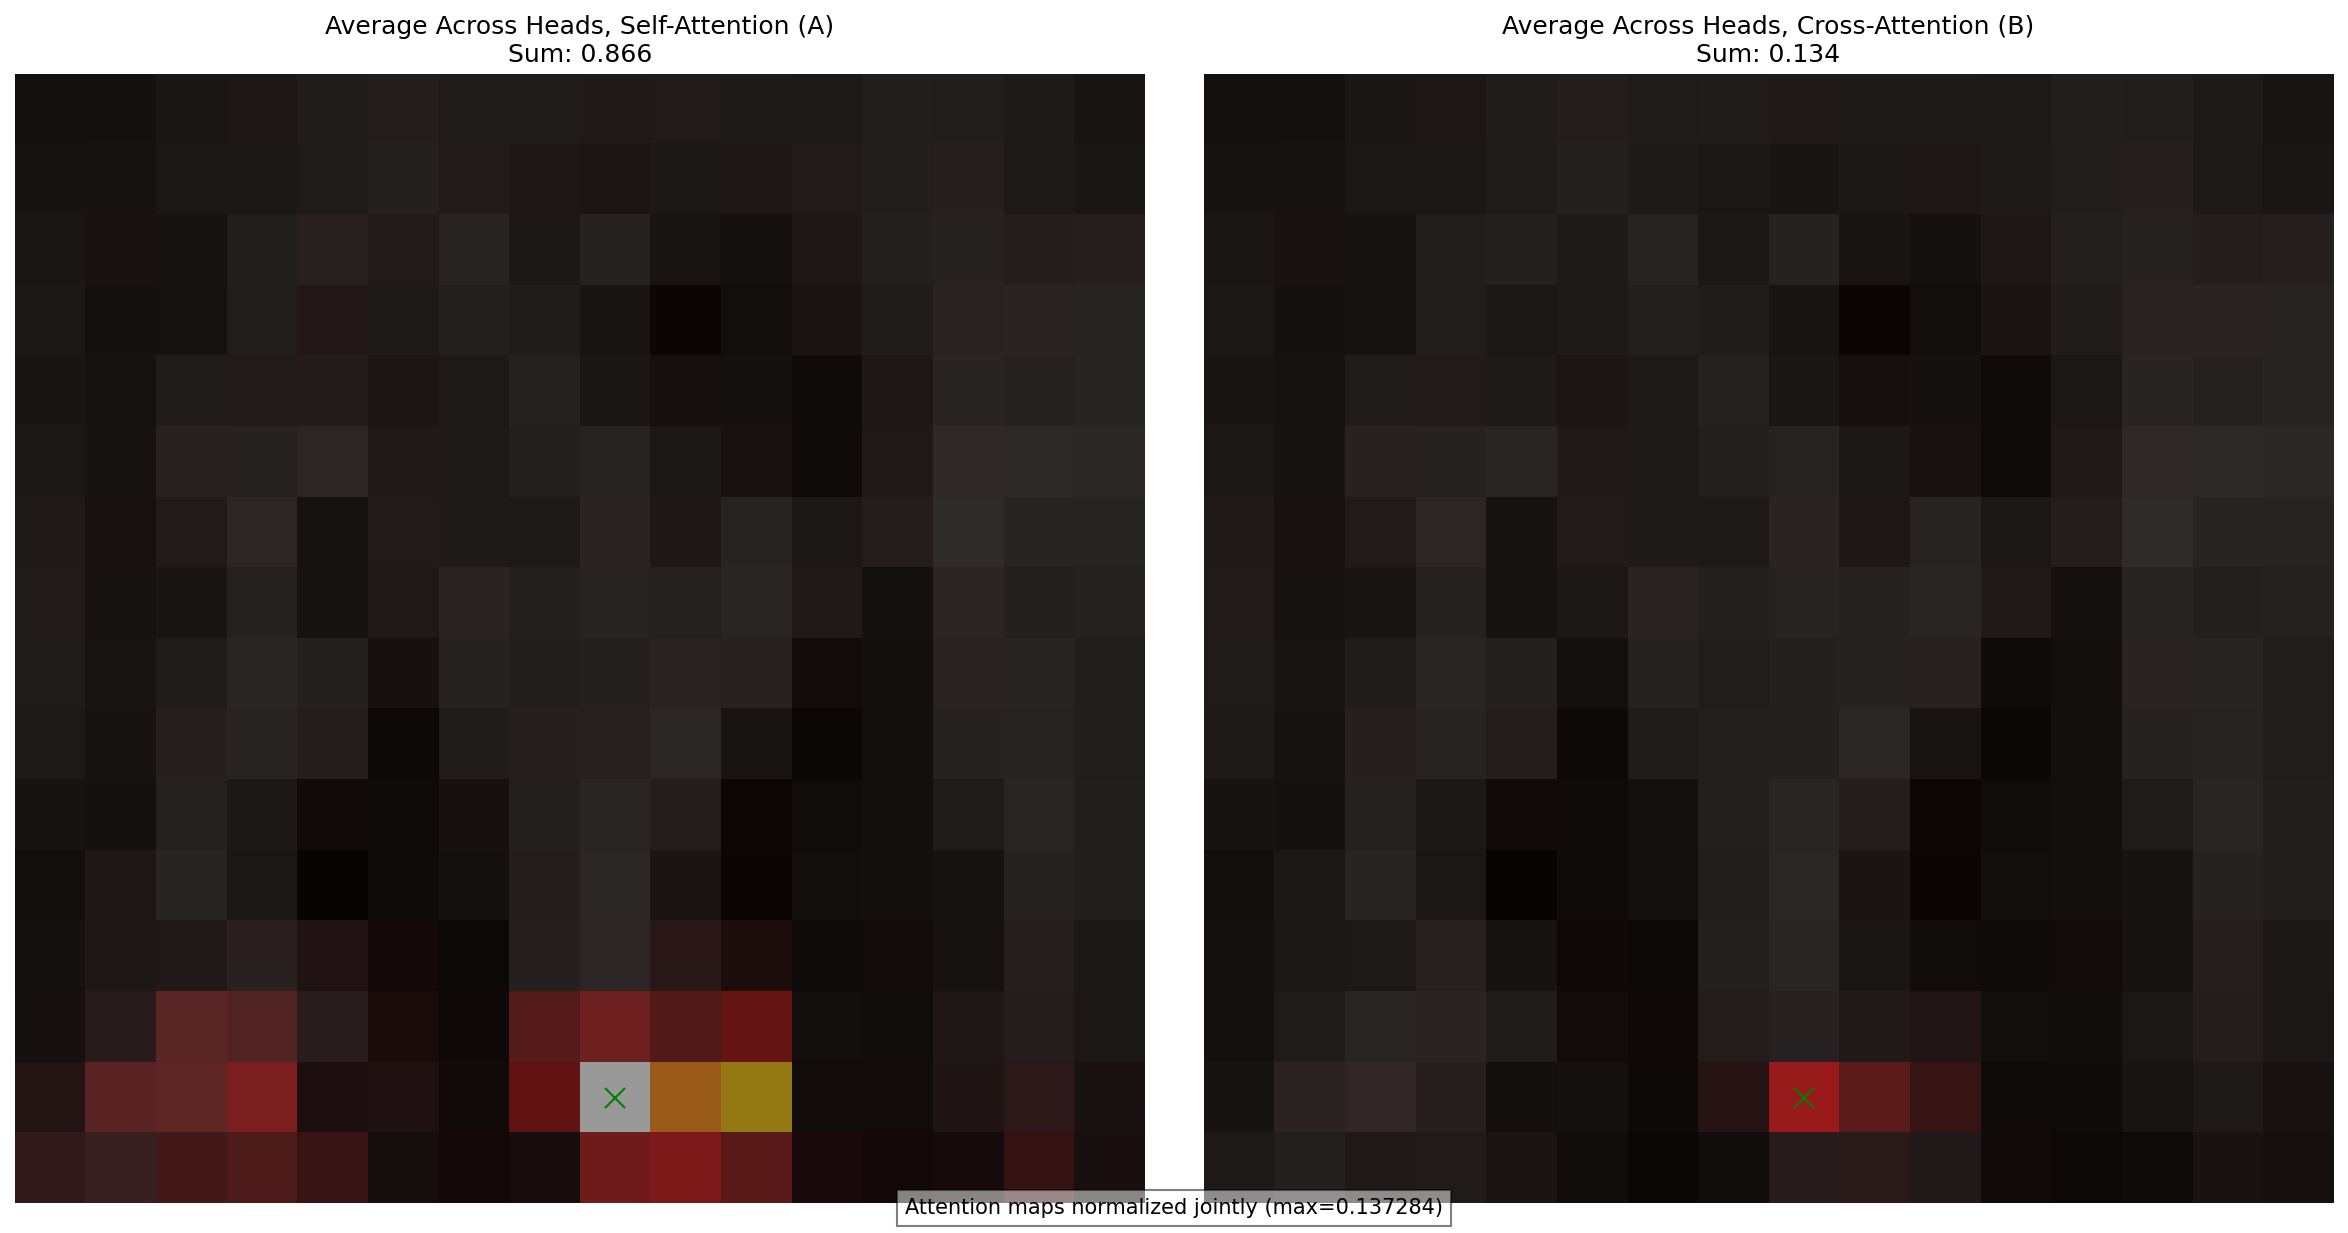 Average Across Heads, Self-Attention (A)
Sum: 0.866
Average Across Heads, Cross-Attention (B)
Sum: 0.134
Attention maps normalized jointly (max=0.137284)